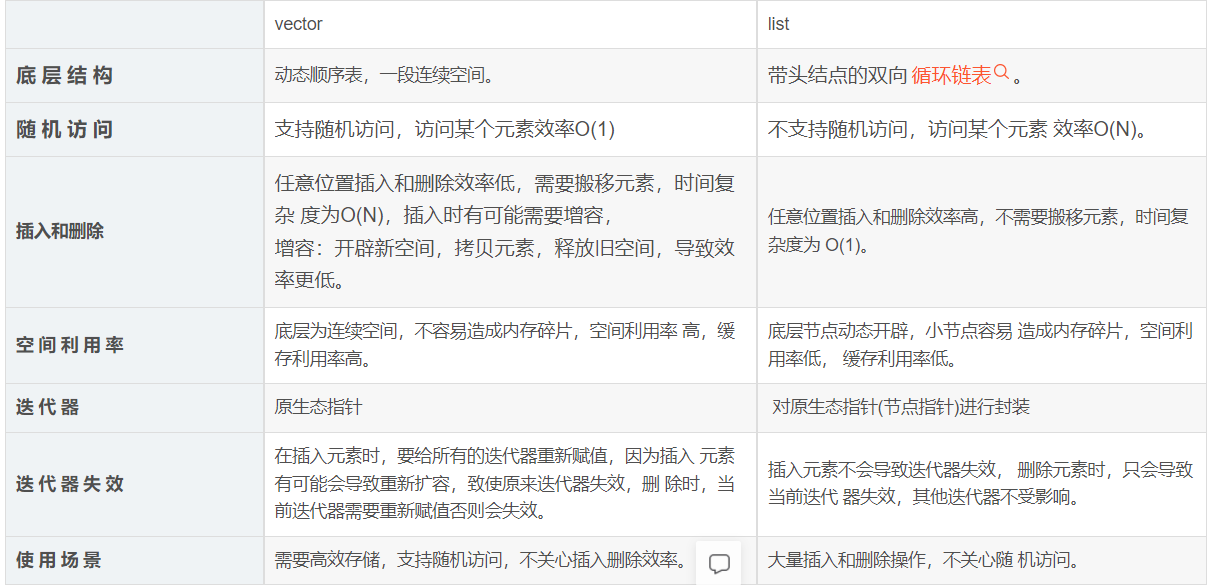 vector
list
底 层 结 构
动态顺序表，一段连续空间。
带头结点的双向 循环链表 。
随 机 访 问
支持随机访问，访问某个元素效率O(1)
不支持随机访问，访问某个元素 效率O(N)。
插入和删除
任意位置插入和删除效率低，需要搬移元素，时间复
杂 度为O(N)，插入时有可能需要增容，
增容：开辟新空间，拷贝元素，释放旧空间，导致效
率更低。
任意位置插入和删除效率高，不需要搬移元素，时间复
杂度为 O(1)。
空 间 利 用 率
底层为连续空间，不容易造成内存碎片，空间利用率 高，缓
存利用率高。
底层节点动态开辟，小节点容易 造成内存碎片，空间利
用率低， 缓存利用率低。
迭 代 器
原生态指针
对原生态指针(节点指针)进行封装
迭 代 器 失 效
在插入元素时，要给所有的迭代器重新赋值，因为插入 元素
有可能会导致重新扩容，致使原来迭代器失效，删 除时，当
前迭代器需要重新赋值否则会失效。
插入元素不会导致迭代器失效， 删除元素时，只会导致
当前迭代 器失效，其他迭代器不受影响。
使 用 场 景
需要高效存储，支持随机访问，不关心插入删除效率。
大量插入和删除操作，不关心随 机访问。